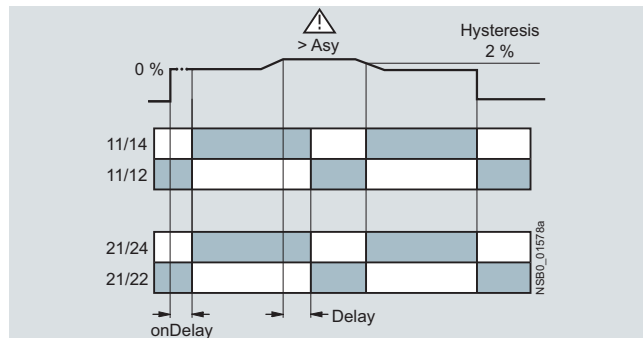 > Asy
Hysteresis
2 %
0 %
11/14
11/12
21/24
21/22
NSB0_01578a
Delay
onDelay